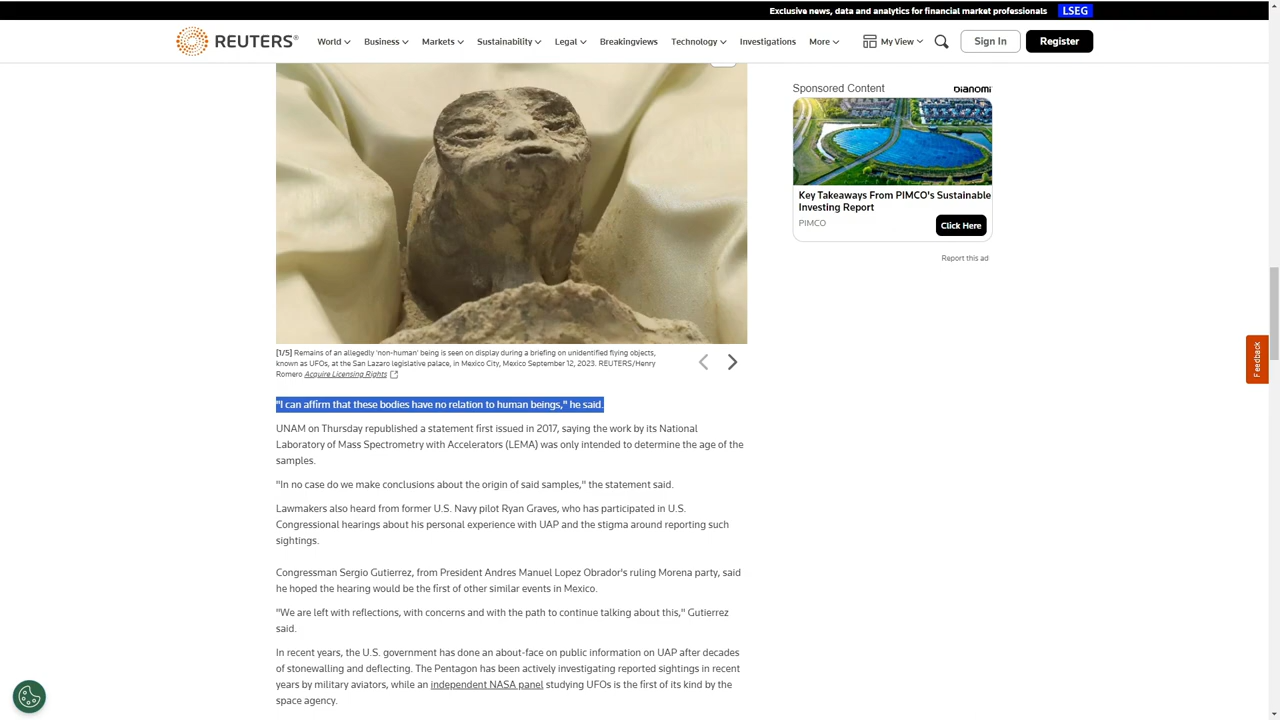 Exclusive news, data and analytics for financial market professionals LSEG
REUTERS®
World Business Markets Sustainability Legal Breakingviews Technology Investigations More My View Sign In Register
Sponsored Content
bianomi
Key Takeaways From PIMCO's Sustainable
Investing Report
PIMCO
Click Here
Report this ad
Feedback
[1/5] Remains of an allegedly 'non-human' being is seen on display during a briefing on unidentified flying objects,
known as UFOs, at the San Lazaro legislative palace, in Mexico City, Mexico September 12, 2023. REUTERS/Henry
Romero Acquire Licensing Rights
"I can affirm that these bodies have no relation to human beings," he said.
UNAM on Thursday republished a statement first issued in 2017, saying the work by its National
Laboratory of Mass Spectrometry with Accelerators (LEMA) was only intended to determine the age of the
samples.
"In no case do we make conclusions about the origin of said samples," the statement said.
Lawmakers also heard from former U.S. Navy pilot Ryan Graves, who has participated in U.S.
Congressional hearings about his personal experience with UAP and the stigma around reporting such
sightings.
Congressman Sergio Gutierrez, from President Andres Manuel Lopez Obrador's ruling Morena party, said
he hoped the hearing would be the first of other similar events in Mexico.
"We are left with reflections, with concerns and with the path to continue talking about this," Gutierrez
said.
In recent years, the U.S. government has done an about-face on public information on UAP after decades
of stonewalling and deflecting. The Pentagon has been actively investigating reported sightings in recent
years by military aviators, while an independent NASA panel studying UFOs is the first of its kind by the
space agency.